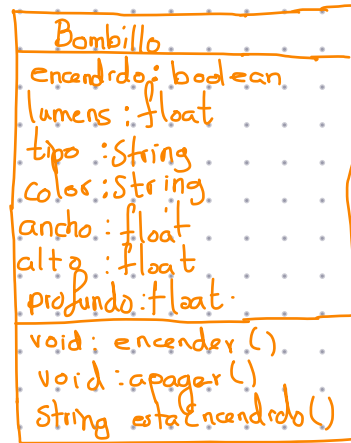 Bombillo
encendido: boolean
lumens: float
tipo: String
color: String
ancho: float
alto: float
profundo: float.
void: encender()
void: apagar()
String estaEncendido()